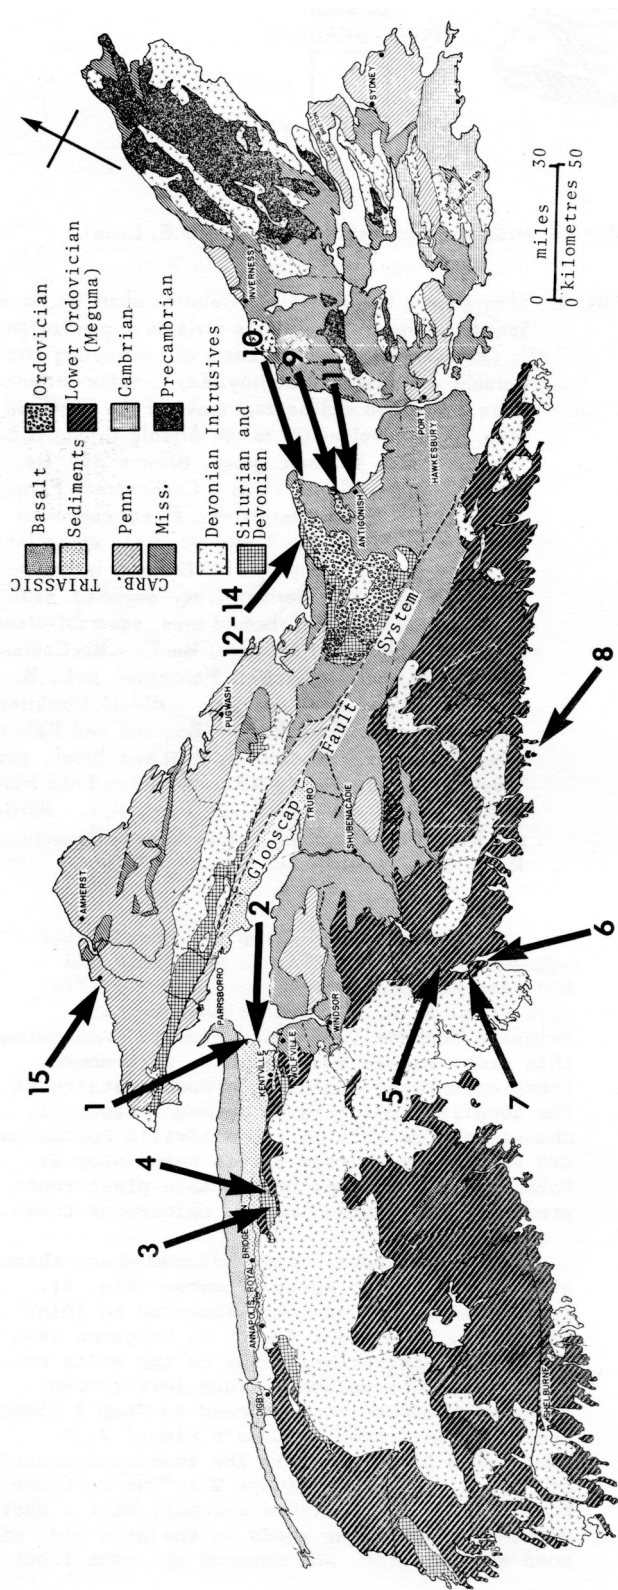 TRIASSIC
Basalt
Sediments
CARB.
Penn.
Miss.
Devonian Intrusives
Silurian and
Devonian
Ordovician
Lower Ordovician
(Meguma)
Cambrian
Precambrian
0 miles 30
0 kilometres 50
Glooscap Fault System
SYDNEY
INVERNESS
PORT
HAWKESBURY
ANTIGONISH
PUGWASH
AMHERST
TRURO
SHUBENACADIE
PARRSBORRO
WINDSOR
WOLFVILLE
KENTVILLE
ANNAPOLIS ROYAL
DIGBY
SHELBURNE
1
2
3
4
5
6
7
8
9
10
11
12-14
15